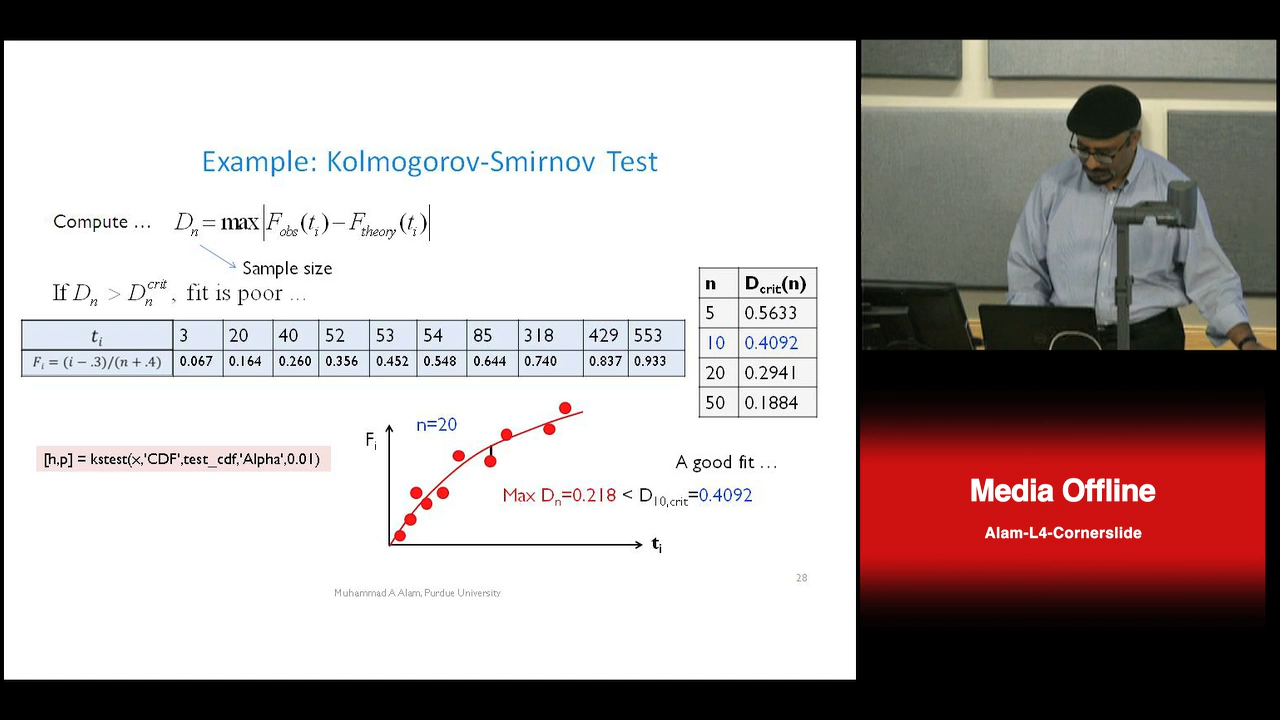 Example: Kolmogorov-Smirnov Test
Compute … D_n = max|F_obs(t_i) − F_theory(t_i)|
Sample size
If D_n > D_n^crit, fit is poor …
t_i 3 20 40 52 53 54 85 318 429 553
F_i = (i − .3)/(n + .4) 0.067 0.164 0.260 0.356 0.452 0.548 0.644 0.740 0.837 0.933
n D_crit(n)
5 0.5633
10 0.4092
20 0.2941
50 0.1884
n=20
F_i
[h,p] = kstest(x,'CDF',test_cdf,'Alpha',0.01)
A good fit …
Max D_n=0.218 < D_10,crit=0.4092
t_i
28
Muhammad A. Alam, Purdue University
Media Offline
Alam-L4-Cornerslide